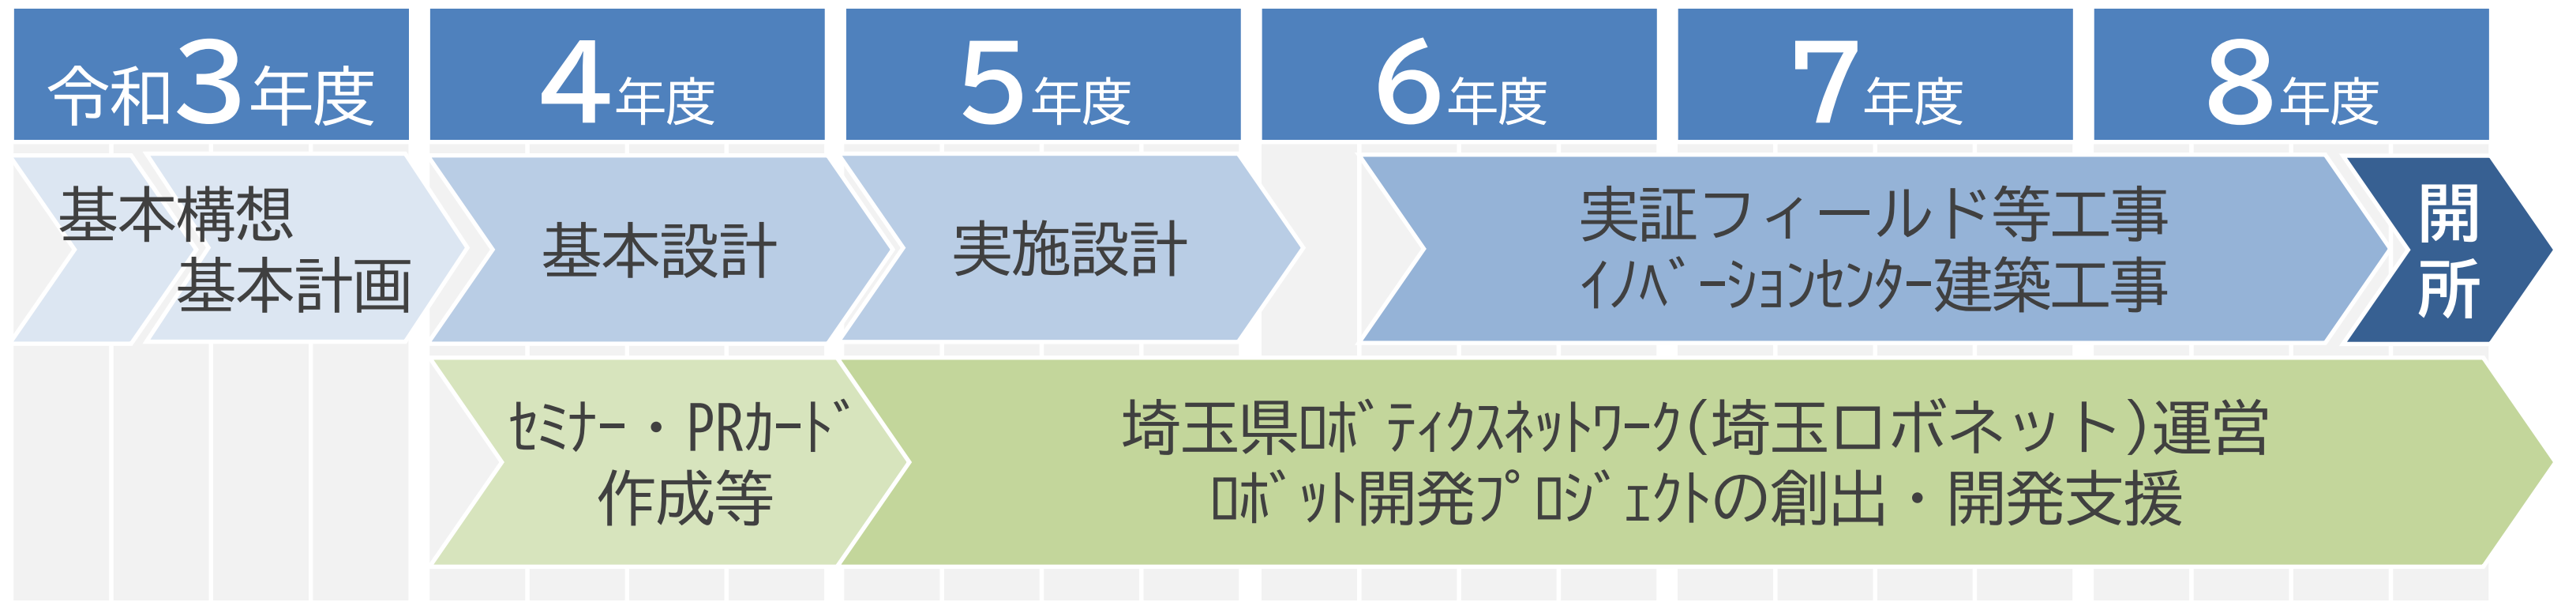 令和3年度
4年度
5年度
6年度
7年度
8年度
基本構想
基本計画
基本設計
実施設計
実証フィールド等工事
ｲﾉﾍﾞｰｼｮﾝｾﾝﾀｰ建築工事
開所
ｾﾐﾅｰ・PRｶｰﾄﾞ
作成等
埼玉県ﾛﾎﾞﾃｨｸｽﾈｯﾄﾜｰｸ(埼玉ロボネット)運営
ﾛﾎﾞｯﾄ開発ﾌﾟﾛｼﾞｪｸﾄの創出・開発支援